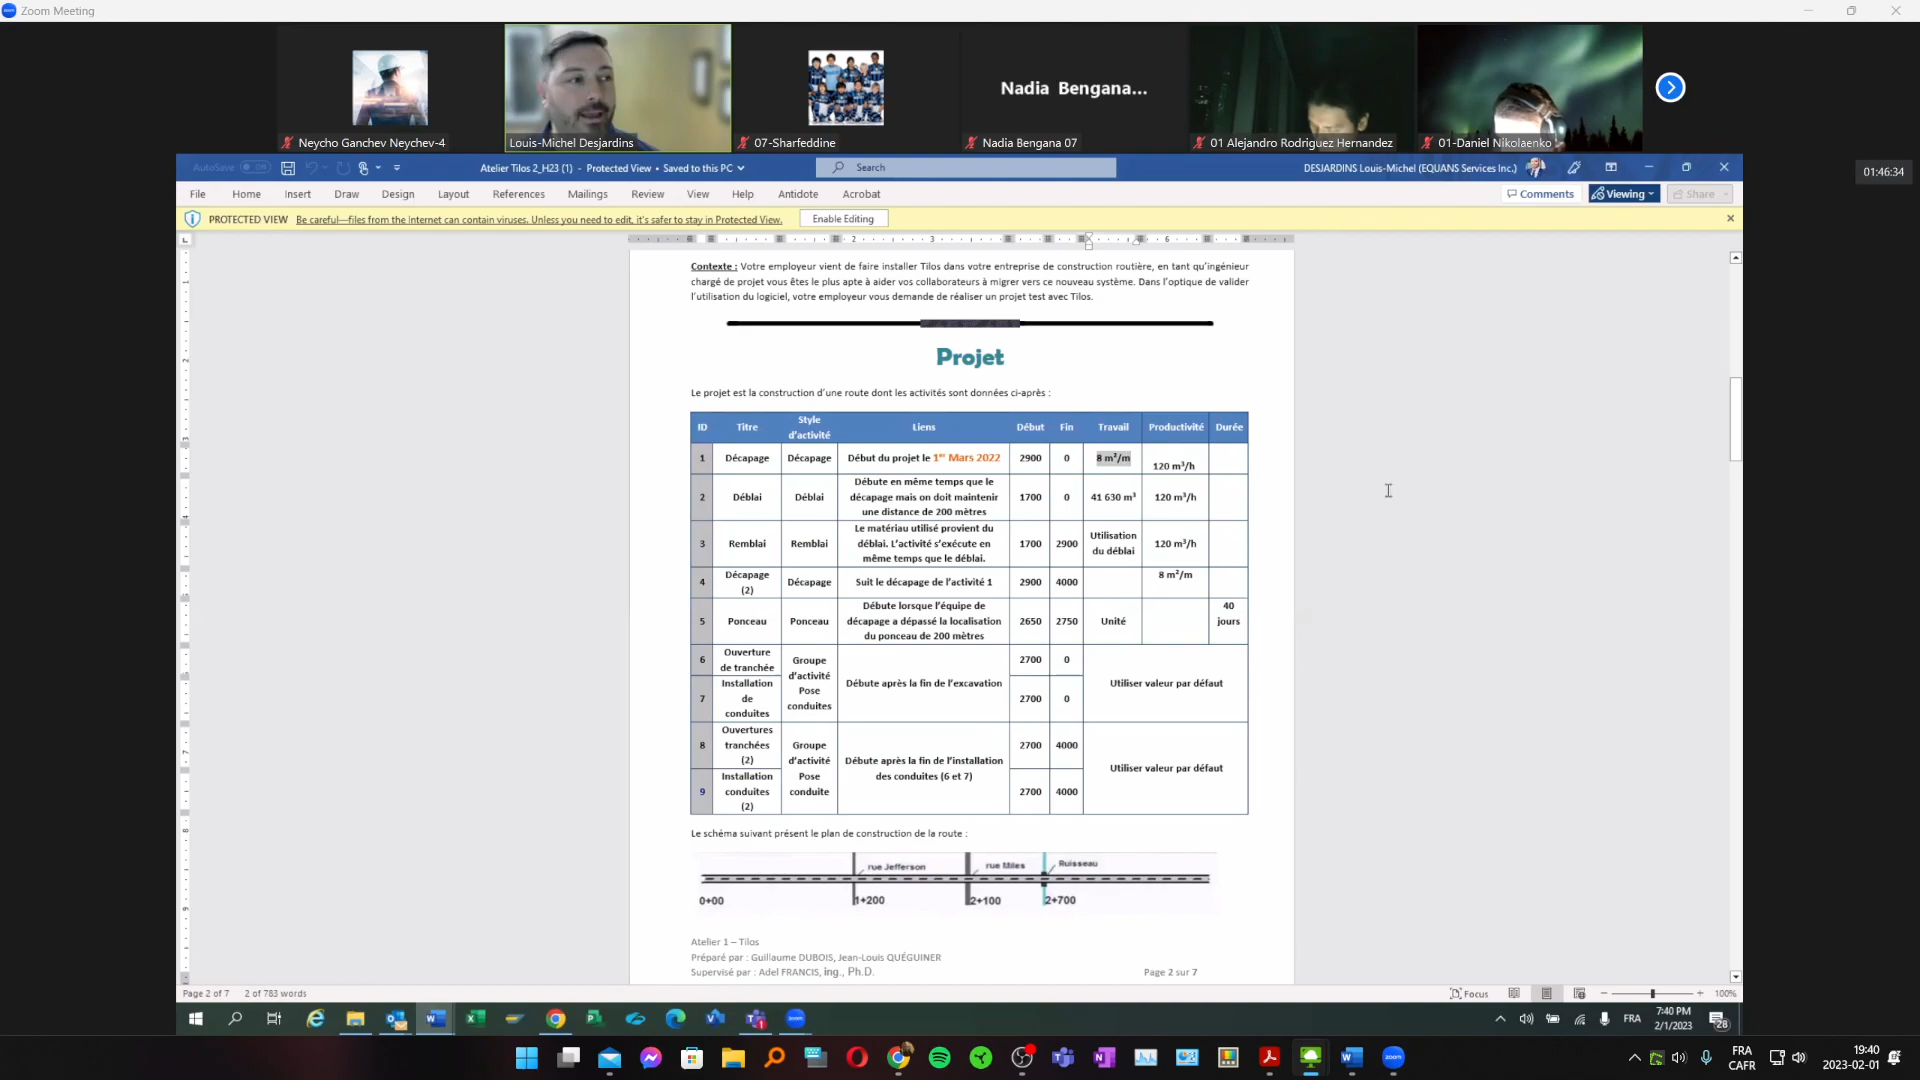 Zoom Meeting
Neycho Ganchev Neychev-4
Louis-Michel Desjardins
07-Sharfeddine
Nadia Bengana...
Nadia Bengana 07
01 Alejandro Rodriguez Hernandez
01-Daniel Nikolaenko
01:46:34
AutoSave Off
Atelier Tilos 2_H23 (1) - Protected View • Saved to this PC
Search
DESJARDINS Louis-Michel (EQUANS Services Inc.)
File Home Insert Draw Design Layout References Mailings Review View Help Antidote Acrobat
Comments Viewing Share
PROTECTED VIEW Be careful—files from the Internet can contain viruses. Unless you need to edit, it's safer to stay in Protected View. Enable Editing
Contexte : Votre employeur vient de faire installer Tilos dans votre entreprise de construction routière, en tant qu'ingénieur
chargé de projet vous êtes le plus apte à aider vos collaborateurs à migrer vers ce nouveau système. Dans l'optique de valider
l'utilisation du logiciel, votre employeur vous demande de réaliser un projet test avec Tilos.
Projet
Le projet est la construction d'une route dont les activités sont données ci-après :
ID Titre Style d'activité Liens Début Fin Travail Productivité Durée
1 Décapage Décapage Début du projet le 1er Mars 2022 2900 0 8 m²/m 120 m³/h
2 Déblai Déblai Débute en même temps que le
décapage mais on doit maintenir
une distance de 200 mètres 1700 0 41 630 m³ 120 m³/h
3 Remblai Remblai Le matériau utilisé provient du
déblai. L'activité s'exécute en
même temps que le déblai. 1700 2900 Utilisation
du déblai 120 m³/h
4 Décapage
(2) Décapage Suit le décapage de l'activité 1 2900 4000 8 m²/m
5 Ponceau Ponceau Débute lorsque l'équipe de
décapage a dépassé la localisation
du ponceau de 200 mètres 2650 2750 Unité 40
jours
6 Ouverture
de tranchée 2700 0
Groupe
d'activité
Pose
conduites
Débute après la fin de l'excavation
Utiliser valeur par défaut
7 Installation
de
conduites 2700 0
8 Ouvertures
tranchées
(2) 2700 4000
Groupe
d'activité
Pose
conduite
Débute après la fin de l'installation
des conduites (6 et 7)
Utiliser valeur par défaut
9 Installation
conduites
(2) 2700 4000
Le schéma suivant présent le plan de construction de la route :
rue Jefferson rue Miles Ruisseau
0+00 1+200 2+100 2+700
Atelier 1 – Tilos
Préparé par : Guillaume DUBOIS, Jean-Louis QUÉGUINER
Supervisé par : Adel FRANCIS, ing., Ph.D.
Page 2 sur 7
Page 2 of 7 2 of 783 words
Focus
100%
FRA
7:40 PM
2/1/2023
28
FRA
CAFR
19:40
2023-02-01